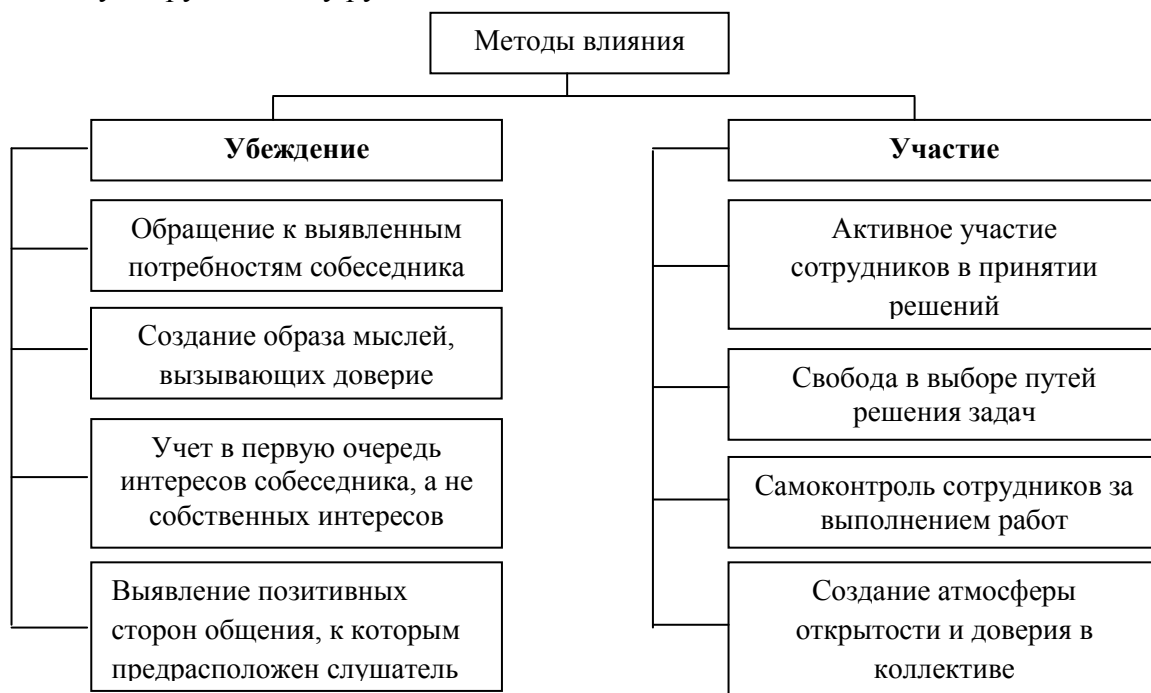 Методы влияния
Убеждение
Обращение к выявленным
потребностям собеседника
Создание образа мыслей,
вызывающих доверие
Учет в первую очередь
интересов собеседника, а не
собственных интересов
Выявление позитивных
сторон общения, к которым
предрасположен слушатель
Участие
Активное участие
сотрудников в принятии
решений
Свобода в выборе путей
решения задач
Самоконтроль сотрудников за
выполнением работ
Создание атмосферы
открытости и доверия в
коллективе